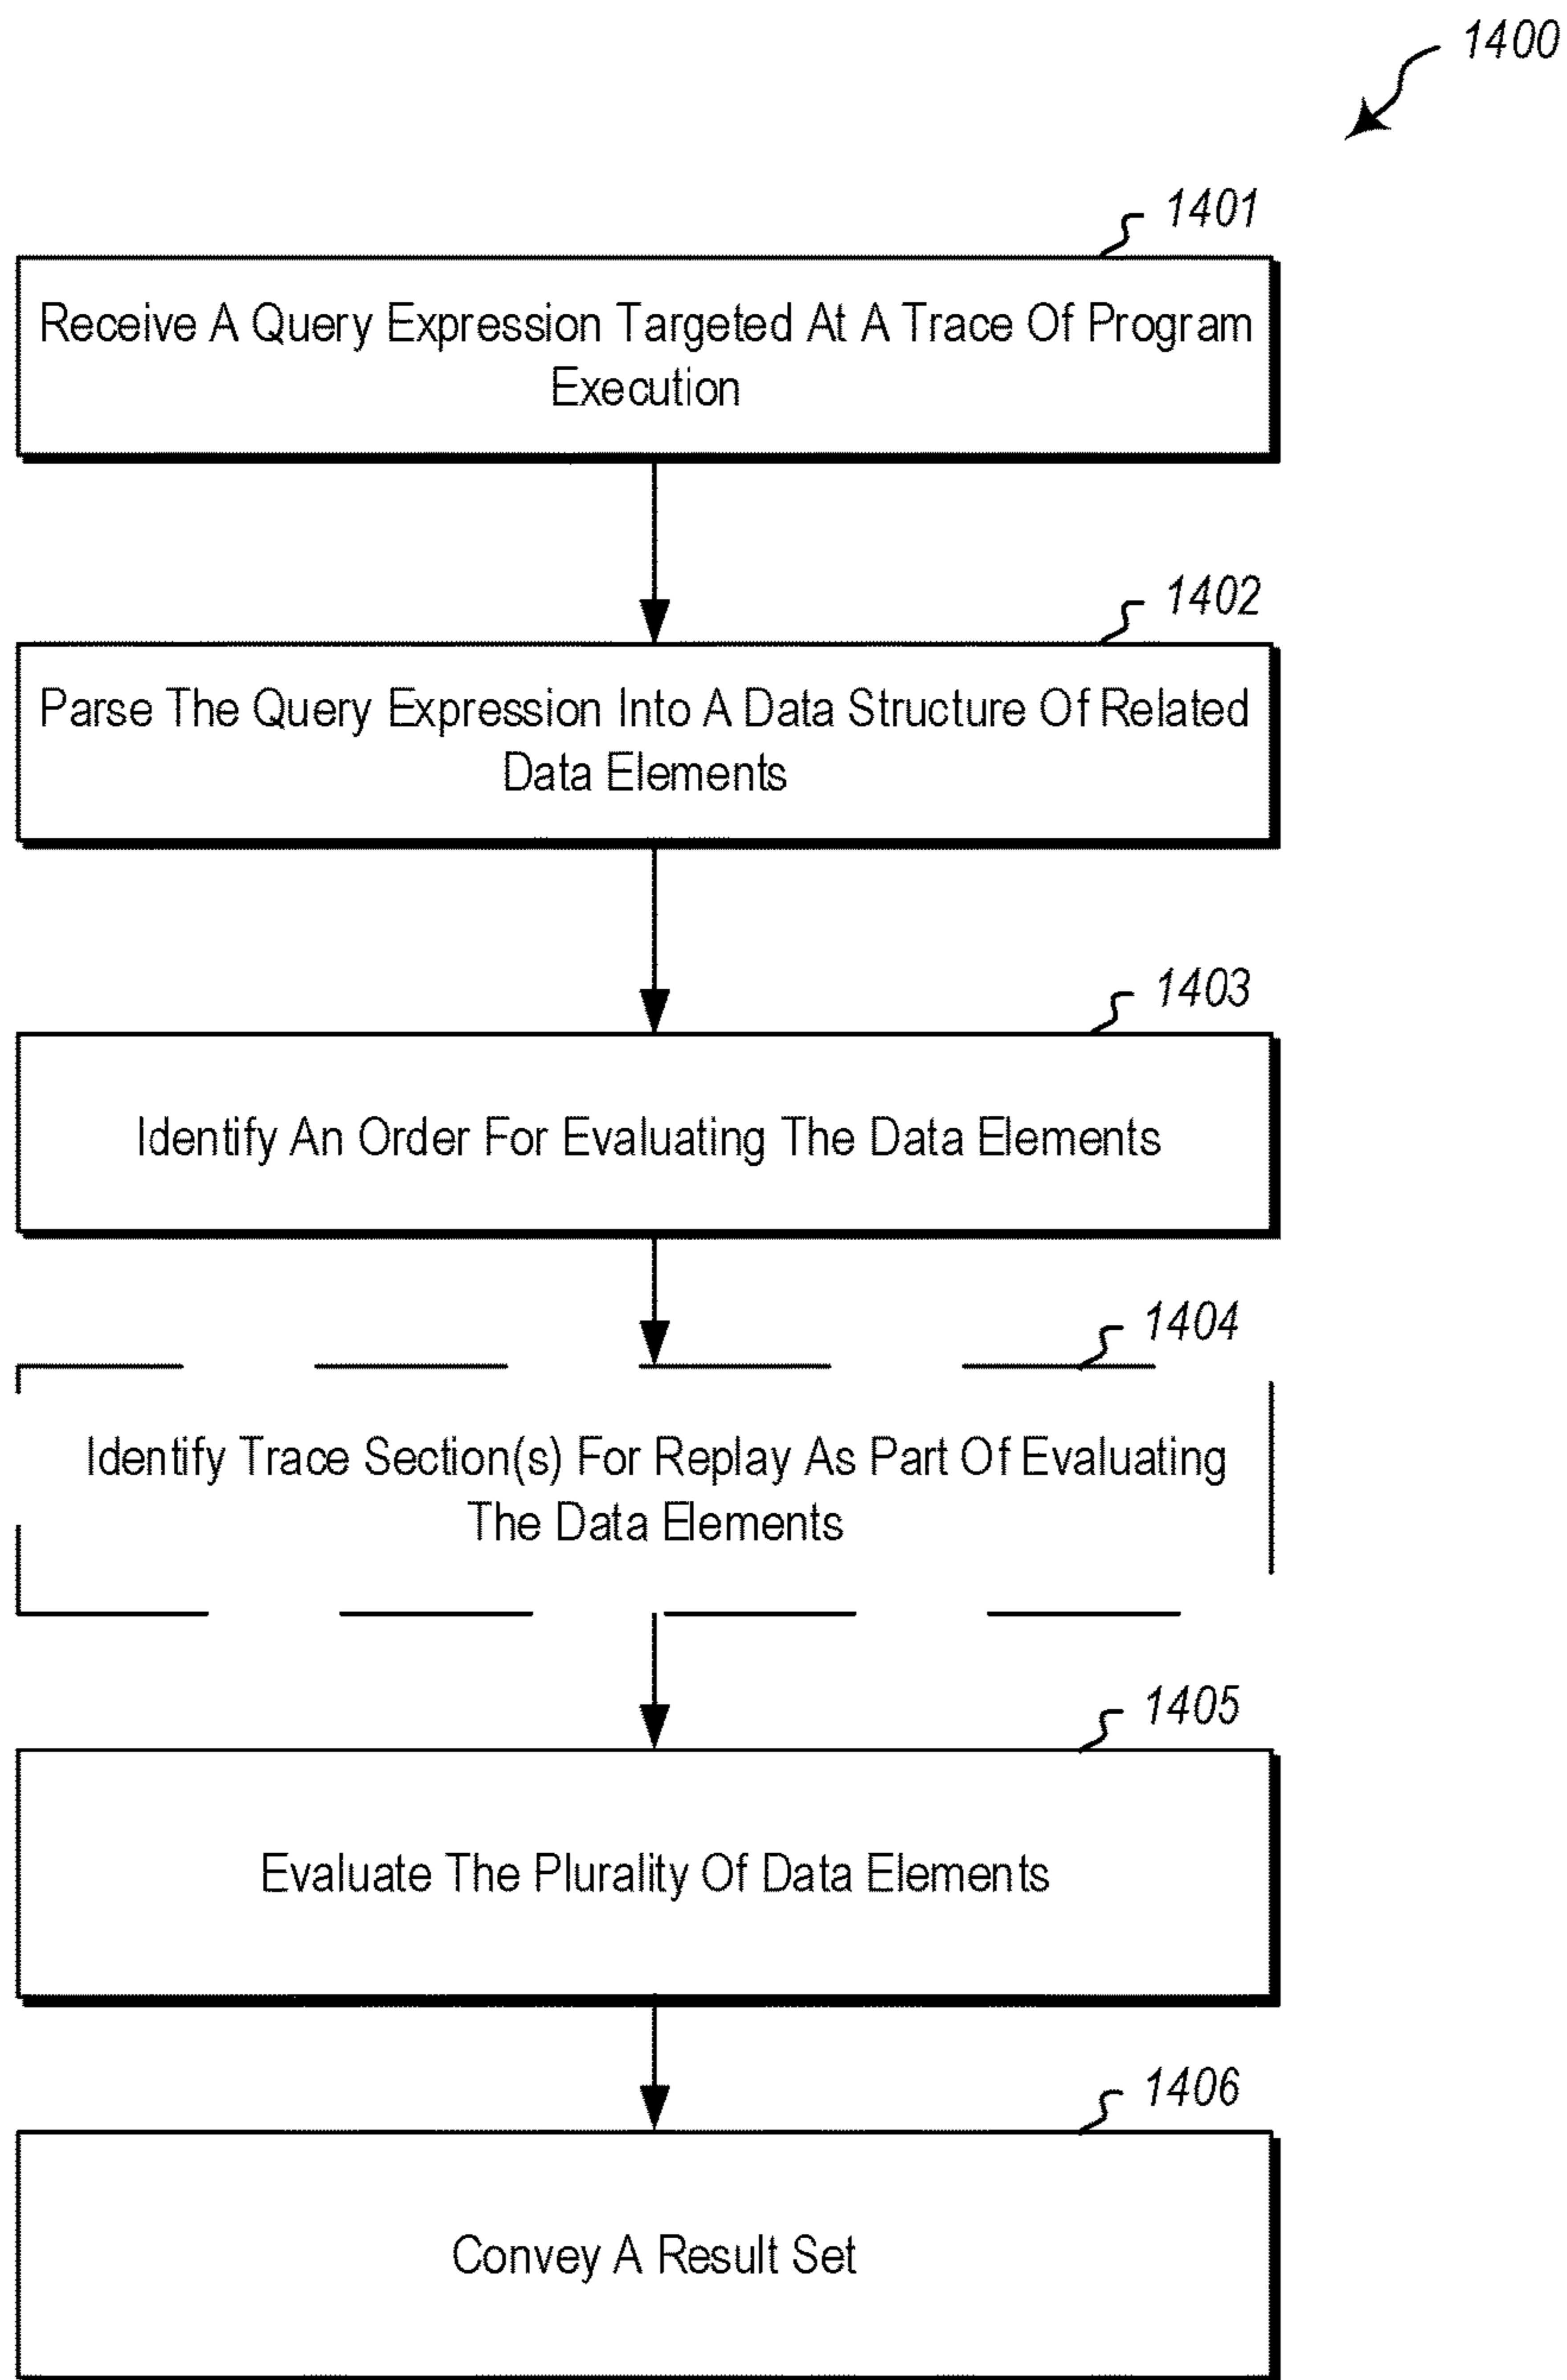 1400
1401
Receive A Query Expression Targeted At A Trace Of Program
Execution
1402
Parse The Query Expression Into A Data Structure Of Related
Data Elements
1403
Identify An Order For Evaluating The Data Elements
1404
Identify Trace Section(s) For Replay As Part Of Evaluating
The Data Elements
1405
Evaluate The Plurality Of Data Elements
1406
Convey A Result Set